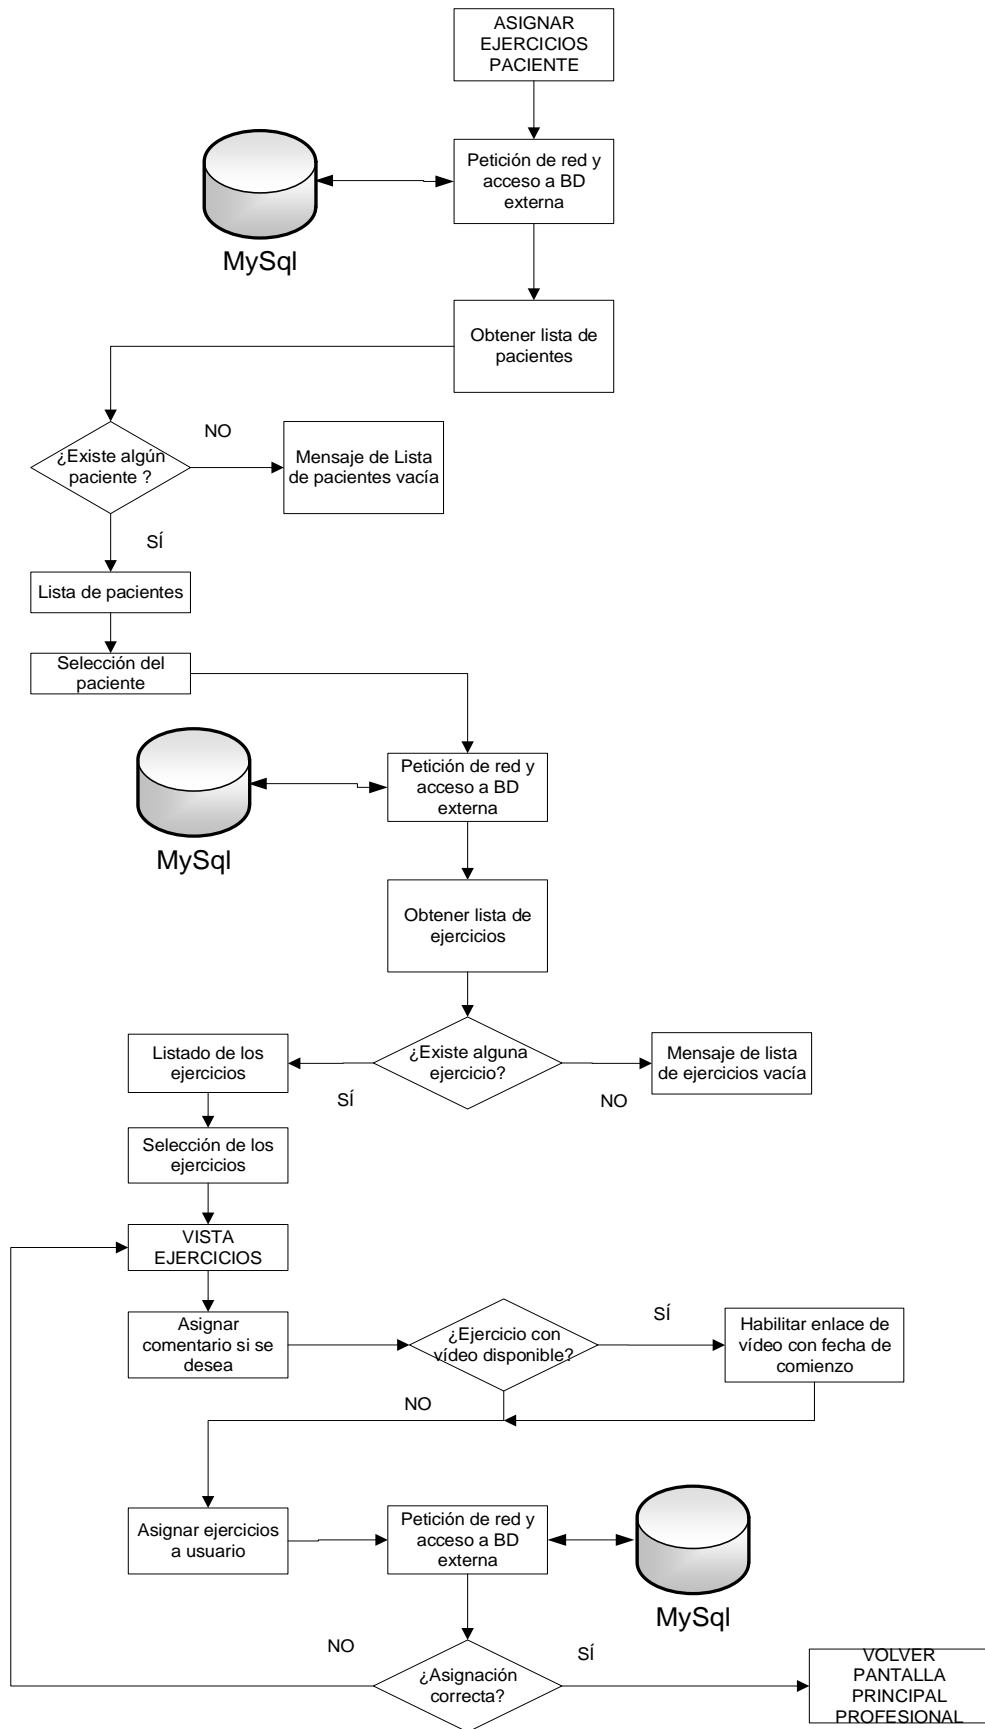 ASIGNAR
EJERCICIOS
PACIENTE
Petición de red y
acceso a BD
externa
MySql
Obtener lista de
pacientes
¿Existe algún
paciente ?
NO
Mensaje de Lista
de pacientes vacía
SÍ
Lista de pacientes
Selección del
paciente
Petición de red y
acceso a BD
externa
MySql
Obtener lista de
ejercicios
¿Existe alguna
ejercicio?
Listado de los
ejercicios
SÍ
NO
Mensaje de lista
de ejercicios vacía
Selección de los
ejercicios
VISTA
EJERCICIOS
Asignar
comentario si se
desea
¿Ejercicio con
vídeo disponible?
SÍ
Habilitar enlace de
vídeo con fecha de
comienzo
NO
Asignar ejercicios
a usuario
Petición de red y
acceso a BD
externa
MySql
NO
¿Asignación
correcta?
SÍ
VOLVER
PANTALLA
PRINCIPAL
PROFESIONAL